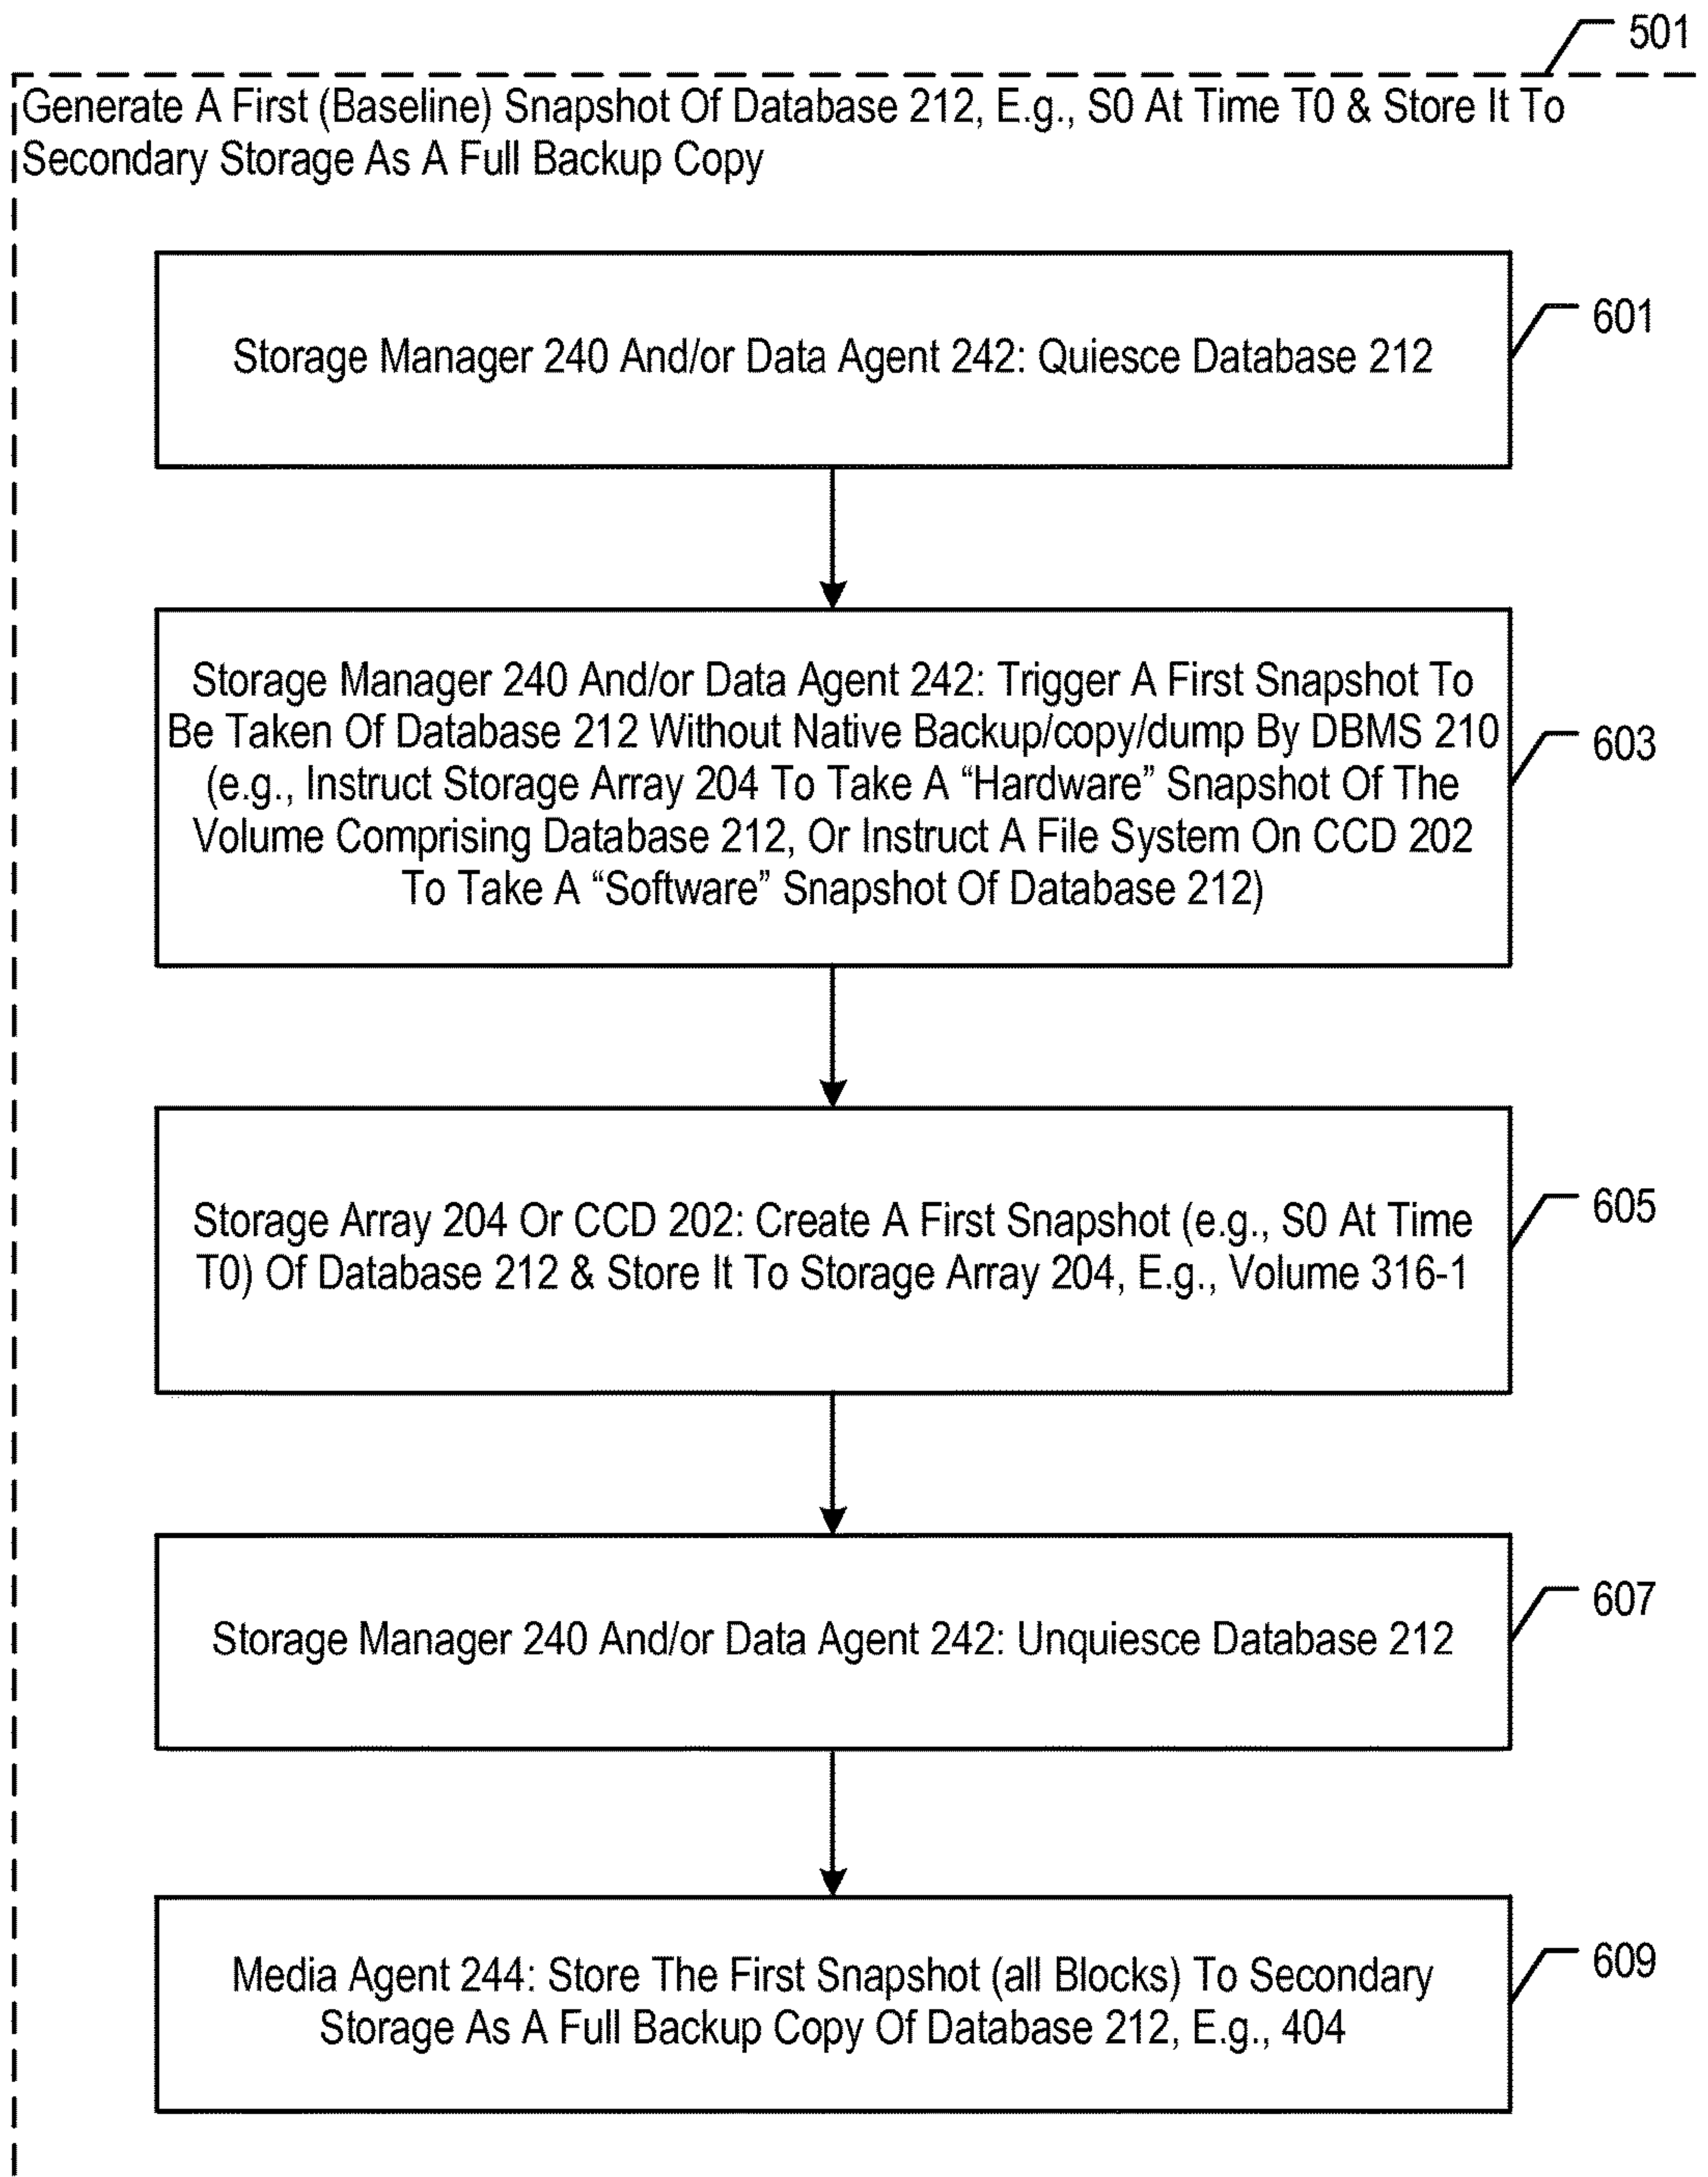 501
Generate A First (Baseline) Snapshot Of Database 212, E.g., S0 At Time T0 & Store It To
Secondary Storage As A Full Backup Copy
601
Storage Manager 240 And/or Data Agent 242: Quiesce Database 212
Storage Manager 240 And/or Data Agent 242: Trigger A First Snapshot To
Be Taken Of Database 212 Without Native Backup/copy/dump By DBMS 210
603
(e.g., Instruct Storage Array 204 To Take A “Hardware” Snapshot Of The
Volume Comprising Database 212, Or Instruct A File System On CCD 202
To Take A “Software” Snapshot Of Database 212)
605
Storage Array 204 Or CCD 202: Create A First Snapshot (e.g., S0 At Time
T0) Of Database 212 & Store It To Storage Array 204, E.g., Volume 316-1
607
Storage Manager 240 And/or Data Agent 242: Unquiesce Database 212
609
Media Agent 244: Store The First Snapshot (all Blocks) To Secondary
Storage As A Full Backup Copy Of Database 212, E.g., 404